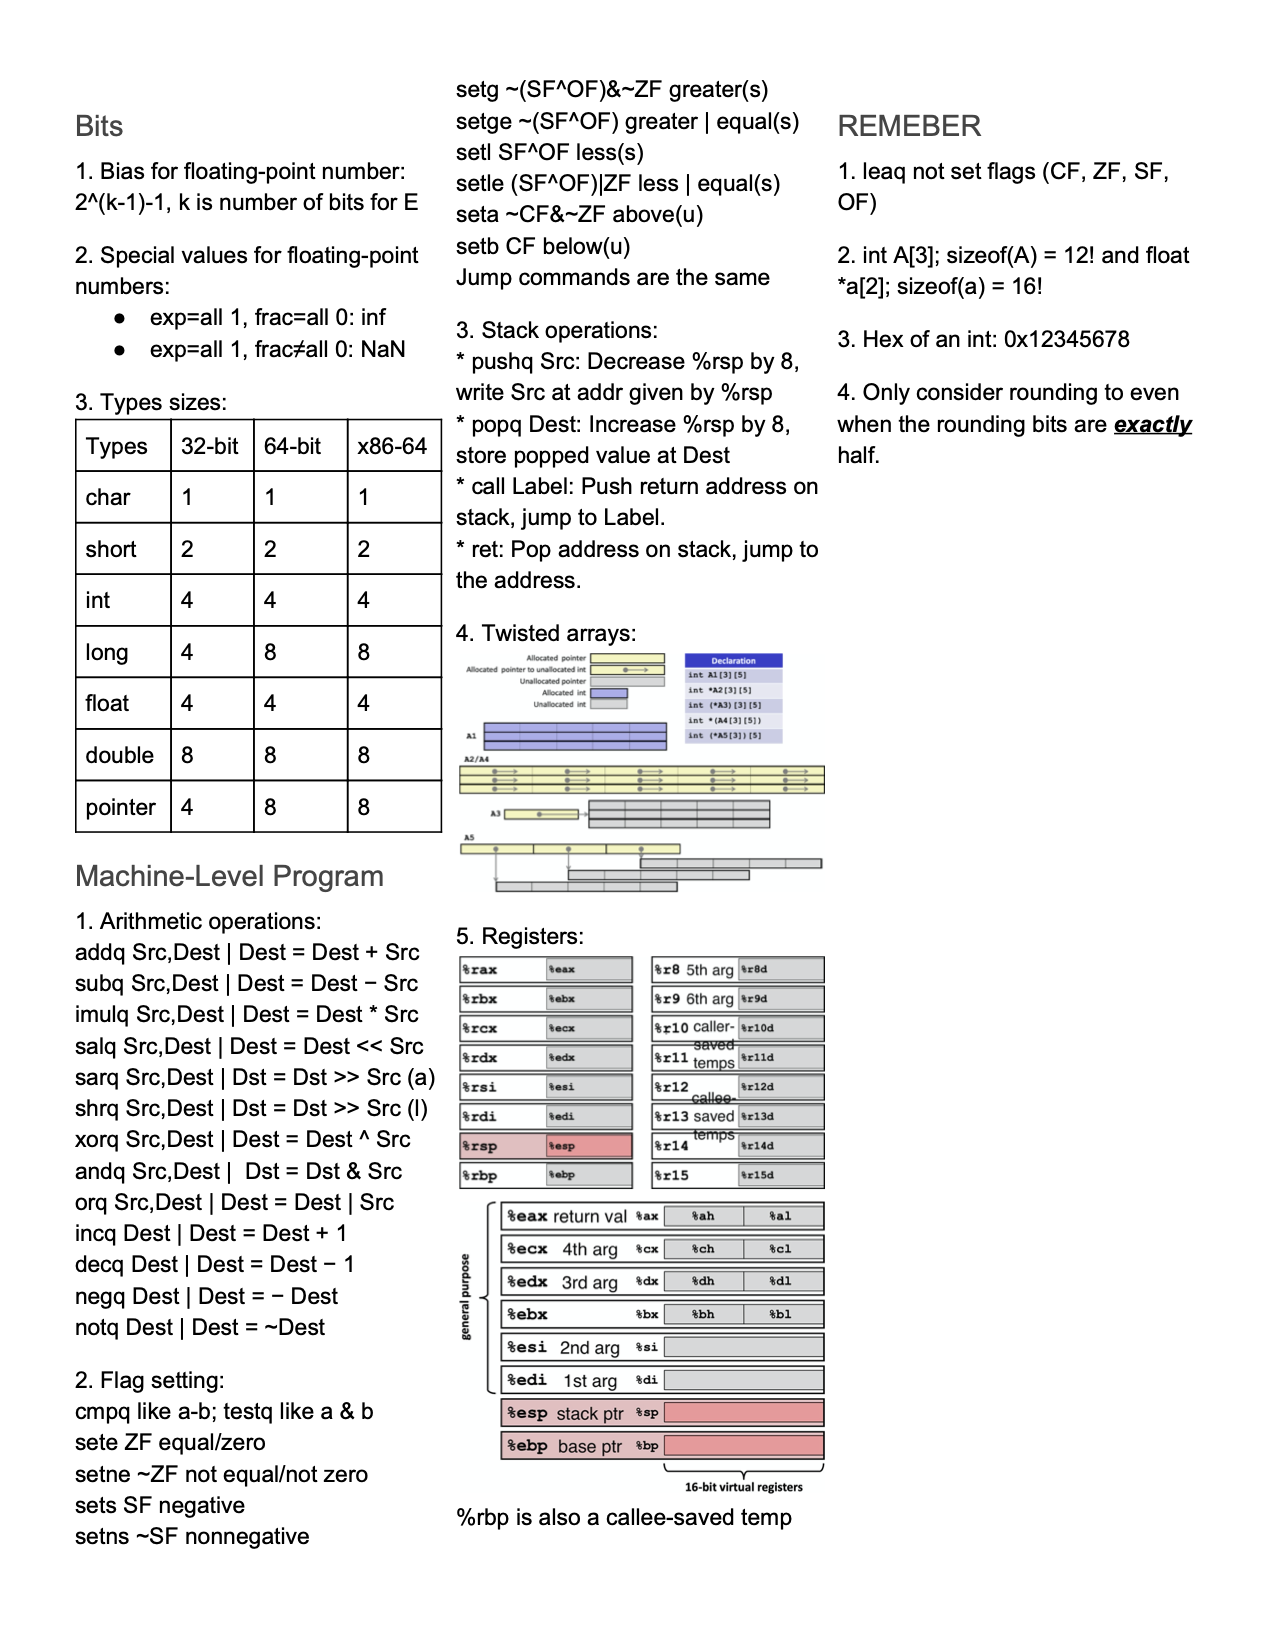 Bits
1. Bias for floating-point number:
2^(k-1)-1, k is number of bits for E
2. Special values for floating-point
numbers:
● exp=all 1, frac=all 0: inf
● exp=all 1, frac≠all 0: NaN
3. Types sizes:
Types 32-bit 64-bit x86-64
char 1 1 1
short 2 2 2
int 4 4 4
long 4 8 8
float 4 4 4
double 8 8 8
pointer 4 8 8
Machine-Level Program
1. Arithmetic operations:
addq Src,Dest | Dest = Dest + Src
subq Src,Dest | Dest = Dest − Src
imulq Src,Dest | Dest = Dest * Src
salq Src,Dest | Dest = Dest << Src
sarq Src,Dest | Dst = Dst >> Src (a)
shrq Src,Dest | Dst = Dst >> Src (l)
xorq Src,Dest | Dest = Dest ^ Src
andq Src,Dest | Dst = Dst & Src
orq Src,Dest | Dest = Dest | Src
incq Dest | Dest = Dest + 1
decq Dest | Dest = Dest − 1
negq Dest | Dest = − Dest
notq Dest | Dest = ~Dest
2. Flag setting:
cmpq like a-b; testq like a & b
sete ZF equal/zero
setne ~ZF not equal/not zero
sets SF negative
setns ~SF nonnegative
setg ~(SF^OF)&~ZF greater(s)
setge ~(SF^OF) greater | equal(s)
setl SF^OF less(s)
setle (SF^OF)|ZF less | equal(s)
seta ~CF&~ZF above(u)
setb CF below(u)
Jump commands are the same
3. Stack operations:
* pushq Src: Decrease %rsp by 8,
write Src at addr given by %rsp
* popq Dest: Increase %rsp by 8,
store popped value at Dest
* call Label: Push return address on
stack, jump to Label.
* ret: Pop address on stack, jump to
the address.
4. Twisted arrays:
Allocated pointer
Allocated pointer to unallocated int
Unallocated pointer
Allocated int
Unallocated int
Declaration
int A1[3][5]
int *A2[3][5]
int (*A3)[3][5]
int *(A4[3][5])
int (*A5[3])[5]
A1
A2/A4
A3
A5
5. Registers:
%rax %eax %r8 5th arg %r8d
%rbx %ebx %r9 6th arg %r9d
%rcx %ecx %r10 caller- %r10d
saved
%rdx %edx %r11 temps %r11d
%rsi %esi %r12 %r12d
callee-
%rdi %edi %r13 saved %r13d
temps
%rsp %esp %r14 %r14d
%rbp %ebp %r15 %r15d
general purpose
%eax return val %ax %ah %al
%ecx 4th arg %cx %ch %cl
%edx 3rd arg %dx %dh %dl
%ebx %bx %bh %bl
%esi 2nd arg %si
%edi 1st arg %di
%esp stack ptr %sp
%ebp base ptr %bp
16-bit virtual registers
%rbp is also a callee-saved temp
REMEBER
1. leaq not set flags (CF, ZF, SF,
OF)
2. int A[3]; sizeof(A) = 12! and float
*a[2]; sizeof(a) = 16!
3. Hex of an int: 0x12345678
4. Only consider rounding to even
when the rounding bits are exactly
half.